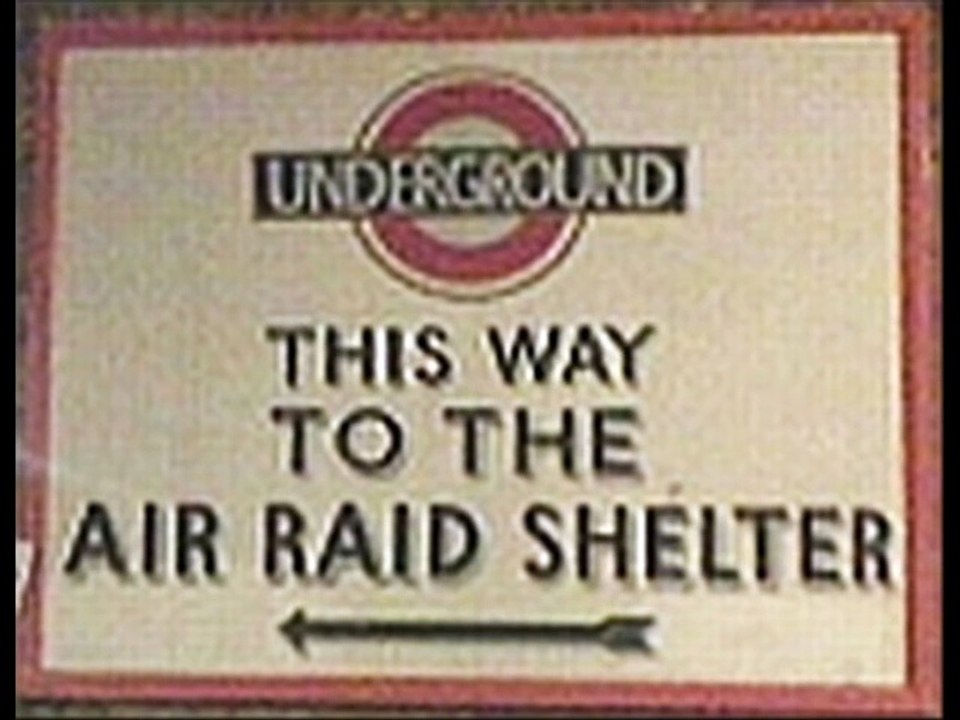 UNDERGROUND
THIS WAY
TO THE
AIR RAID SHELTER